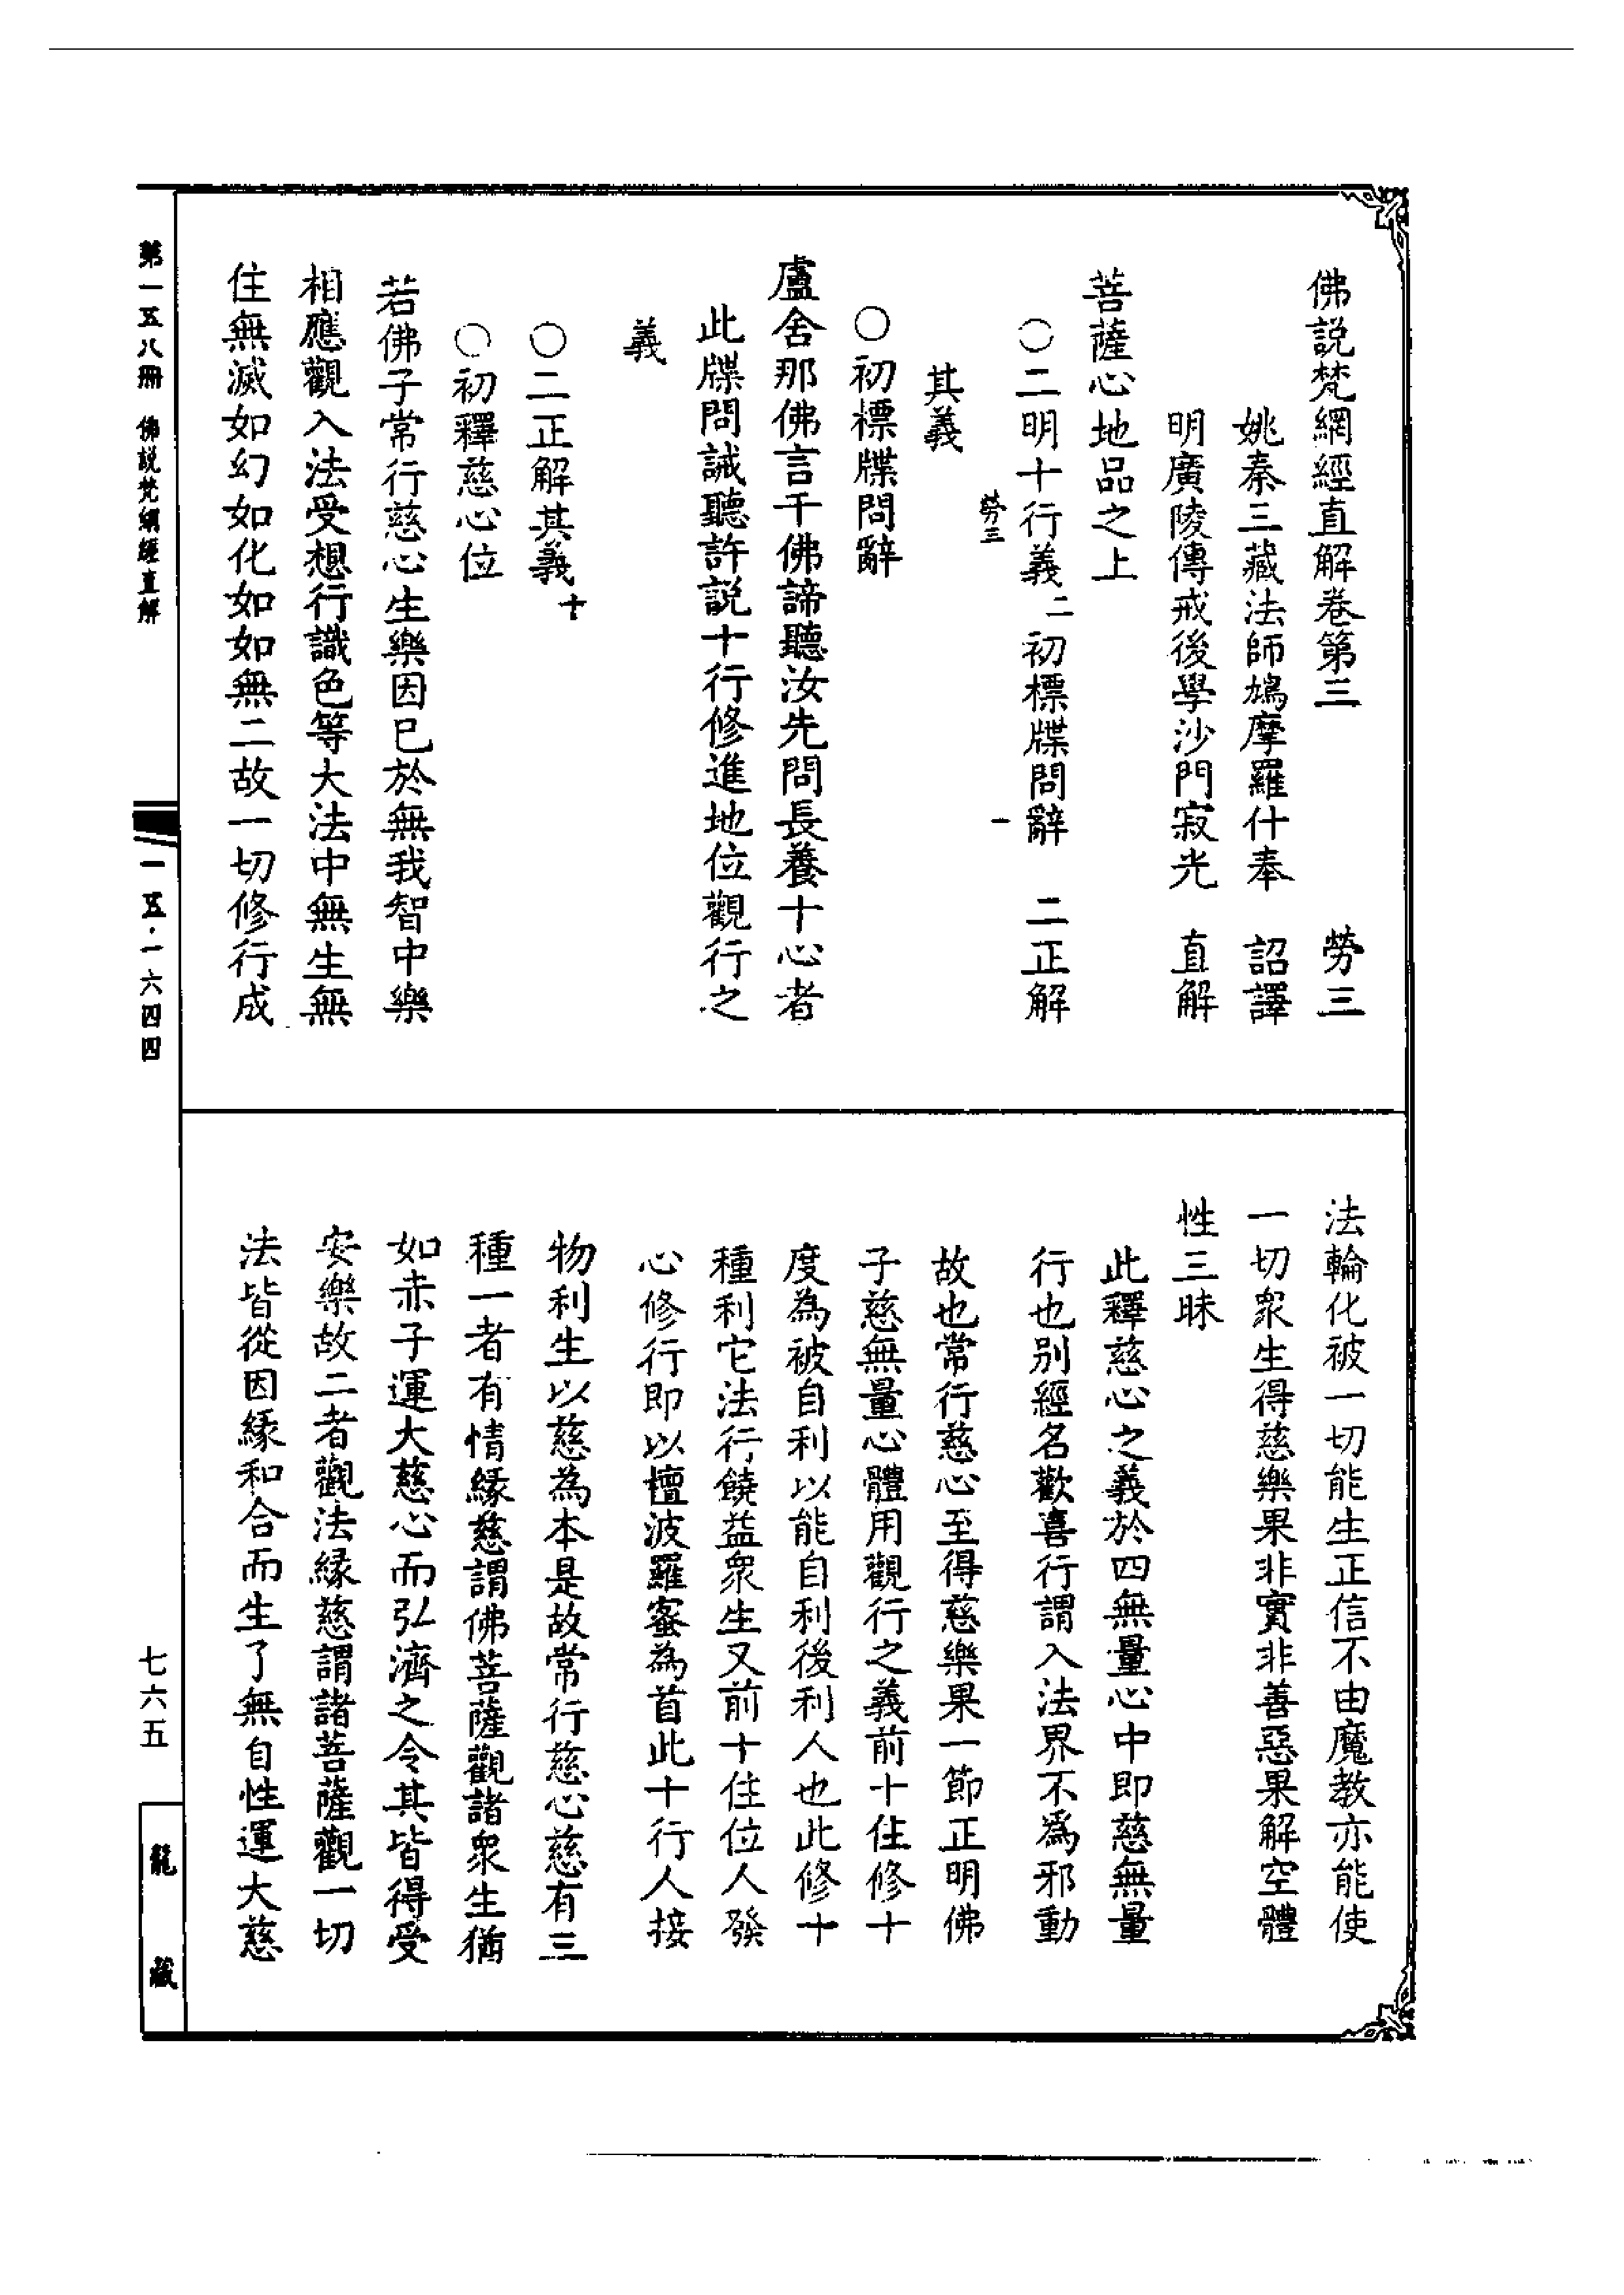 佛説梵網經直解卷第三　勞三
姚秦三藏法師鳩摩羅什奉　詔譯
明廣陵傳戒後學沙門寂光　直解
菩薩心地品之上
○二明十行義二初標牒問辭　二正解
勞三　一
其義
○初標牒問辭
盧舍那佛言千佛諦聽汝先問長養十心者
此牒問誡聽許説十行修進地位觀行之
義
○二正解其義十
○初釋慈心位
若佛子常行慈心生樂因已於無我智中樂
相應觀入法受想行識色等大法中無生無
住無滅如幻如化如如無二故一切修行成
法輪化被一切能生正信不由魔教亦能使
一切眾生得慈樂果非實非善惡果解空體
性三昧
此釋慈心之義於四無量心中即慈無量
行也别經名歡喜行謂入法界不為邪動
故也常行慈心至得慈樂果一節正明佛
子慈無量心體用觀行之義前十住修十
度為被自利以能自利後利人也此修十
種利它法行饒益眾生又前十住位人發
心修行即以檀波羅蜜為首此十行人接
物利生以慈為本是故常行慈心慈有三
種一者有情緣慈謂佛菩薩觀諸眾生猶
如赤子運大慈心而弘濟之令其皆得受
安樂故二者觀法緣慈謂諸菩薩觀一切
法皆從因緣和合而生了無自性運大慈
第一五八冊　佛説梵網經直解
一五·一六四四
七六五
龍藏